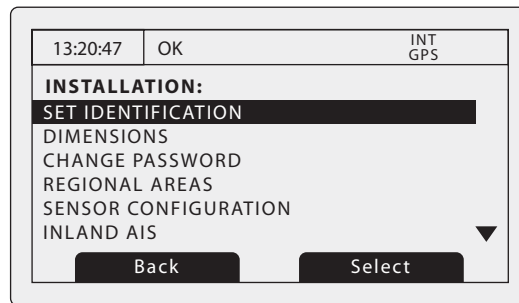 13:20:47 OK INT
GPS
INSTALLATION:
SET IDENTIFICATION
DIMENSIONS
CHANGE PASSWORD
REGIONAL AREAS
SENSOR CONFIGURATION
INLAND AIS
Back Select